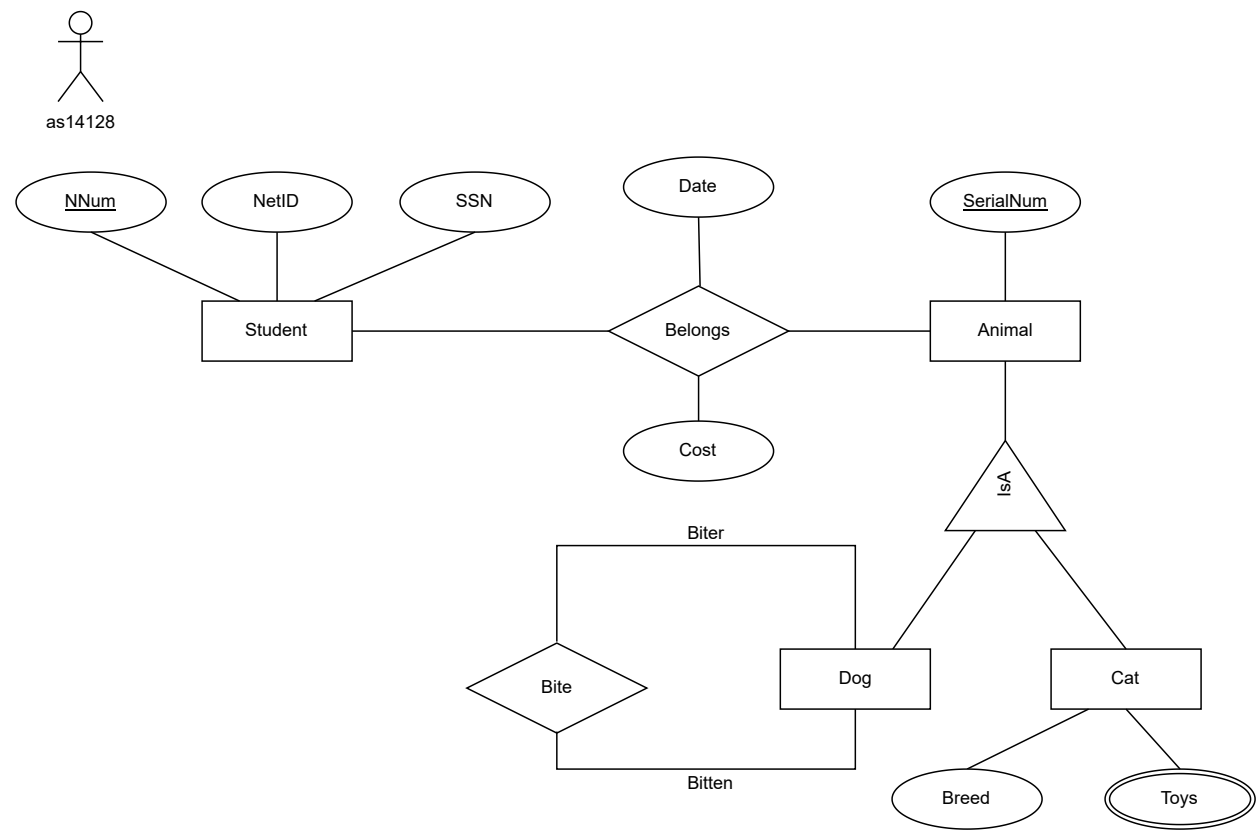 as14128
NNum
NetID
SSN
Date
SerialNum
Student
Belongs
Animal
Cost
IsA
Biter
Bite
Dog
Cat
Bitten
Breed
Toys